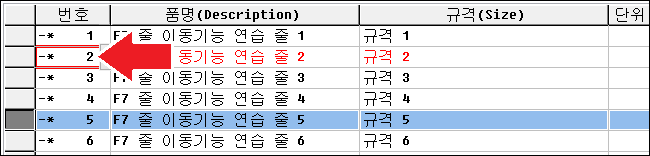 번호 품명(Description) 규격(Size) 단위
-* 1 F7 줄 이동기능 연습 줄 1 규격 1
-* 2 동기능 연습 줄 2 규격 2
-* 3 F7 줄 이동기능 연습 줄 3 규격 3
-* 4 F7 줄 이동기능 연습 줄 4 규격 4
-* 5 F7 줄 이동기능 연습 줄 5 규격 5
-* 6 F7 줄 이동기능 연습 줄 6 규격 6